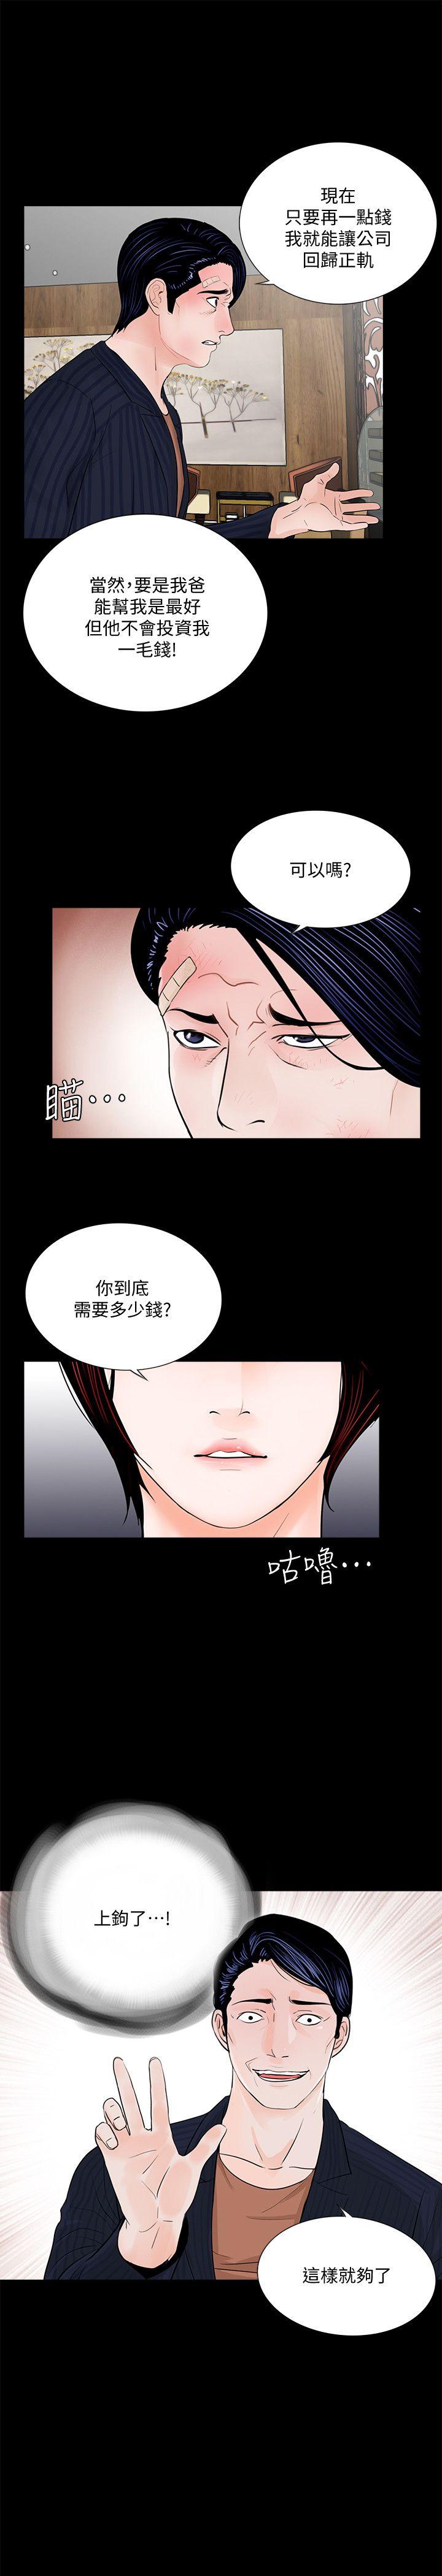 現在
只要再一點錢
我就能讓公司
回歸正軌
當然，要是我爸
能幫我是最好
但他不會投資我
一毛錢!
可以嗎?
瞄…
你到底
需要多少錢?
咕嚕…
上鉤了…!
這樣就夠了